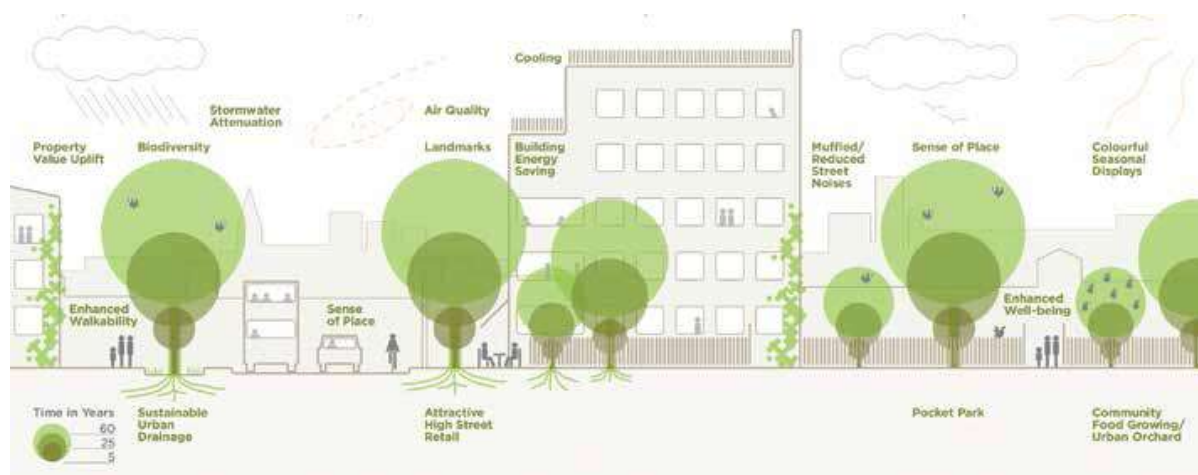 Cooling
Stormwater
Attenuation
Air Quality
Property
Value Uplift
Biodiversity
Landmarks
Building
Energy
Saving
Muffled/
Reduced
Street
Noises
Sense of Place
Colourful
Seasonal
Displays
Enhanced
Walkability
Sense
of Place
Enhanced
Well-being
Time in Years
60
25
5
Sustainable
Urban
Drainage
Attractive
High Street
Retail
Pocket Park
Community
Food Growing/
Urban Orchard